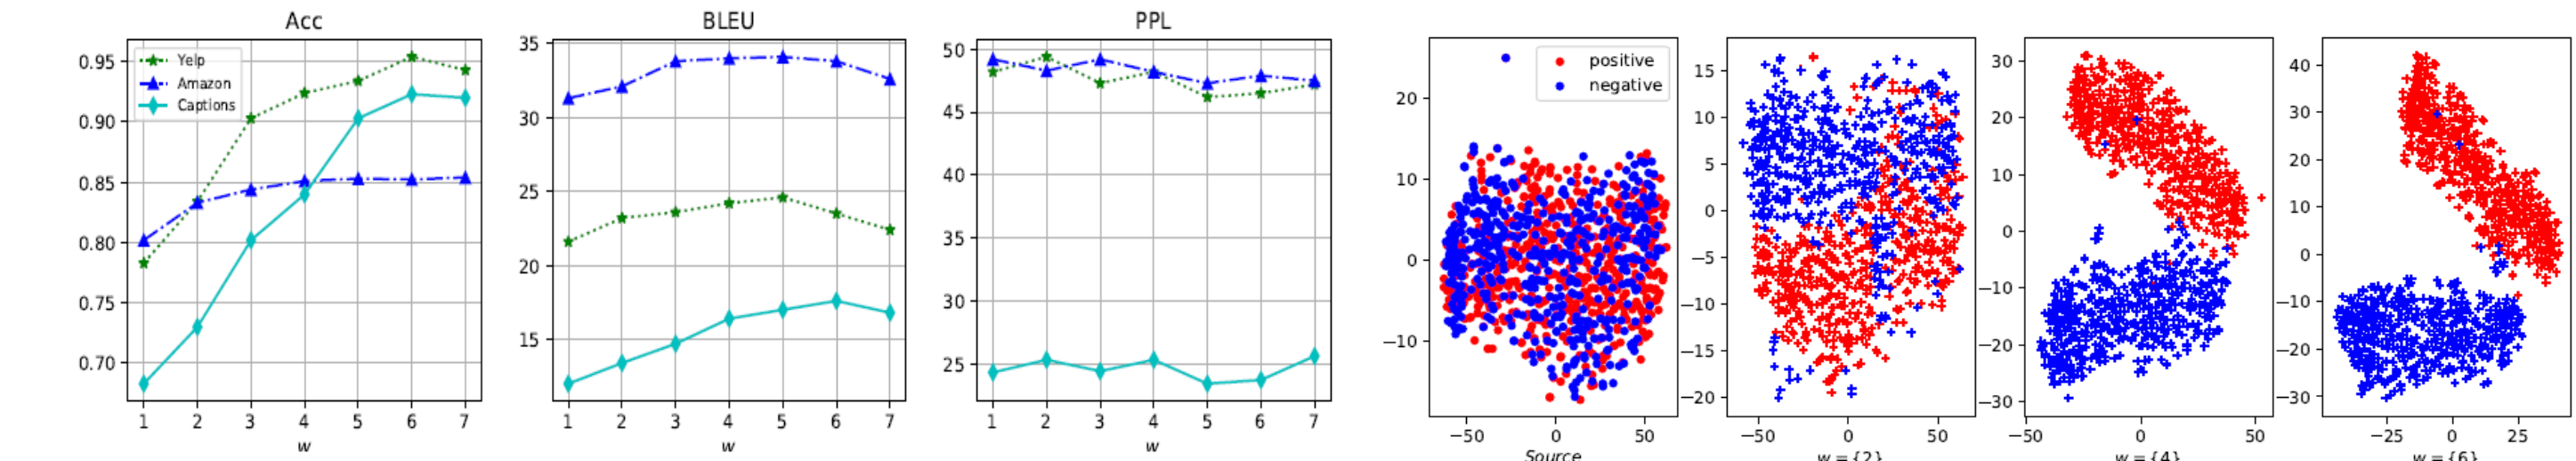 Acc
0.95
0.90
0.85
0.80
0.75
0.70
Yelp
Amazon
Captions
1 2 3 4 5 6 7
w
BLEU
35
30
25
20
15
1 2 3 4 5 6 7
w
PPL
50
45
40
35
30
25
1 2 3 4 5 6 7
w
positive
negative
20
10
0
−10
−50 0 50
Source
15
10
5
0
−5
−10
−15
−20
−50 0 50
w = {2}
30
20
10
0
−10
−20
−30
−50 0 50
w = {4}
40
30
20
10
0
−10
−20
−30
−25 0 25
w = {6}